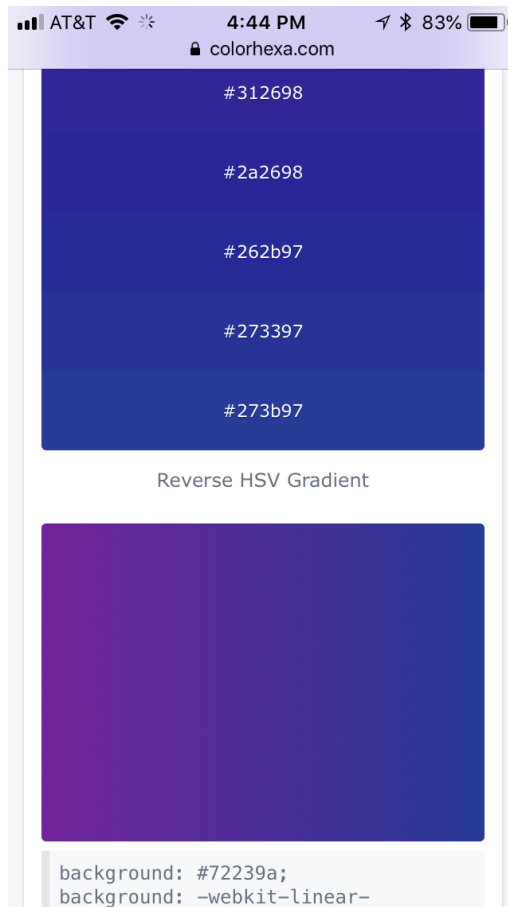 AT&T 4:44 PM 83%
colorhexa.com
#312698
#2a2698
#262b97
#273397
#273b97
Reverse HSV Gradient
background: #72239a;
background: -webkit-linear-